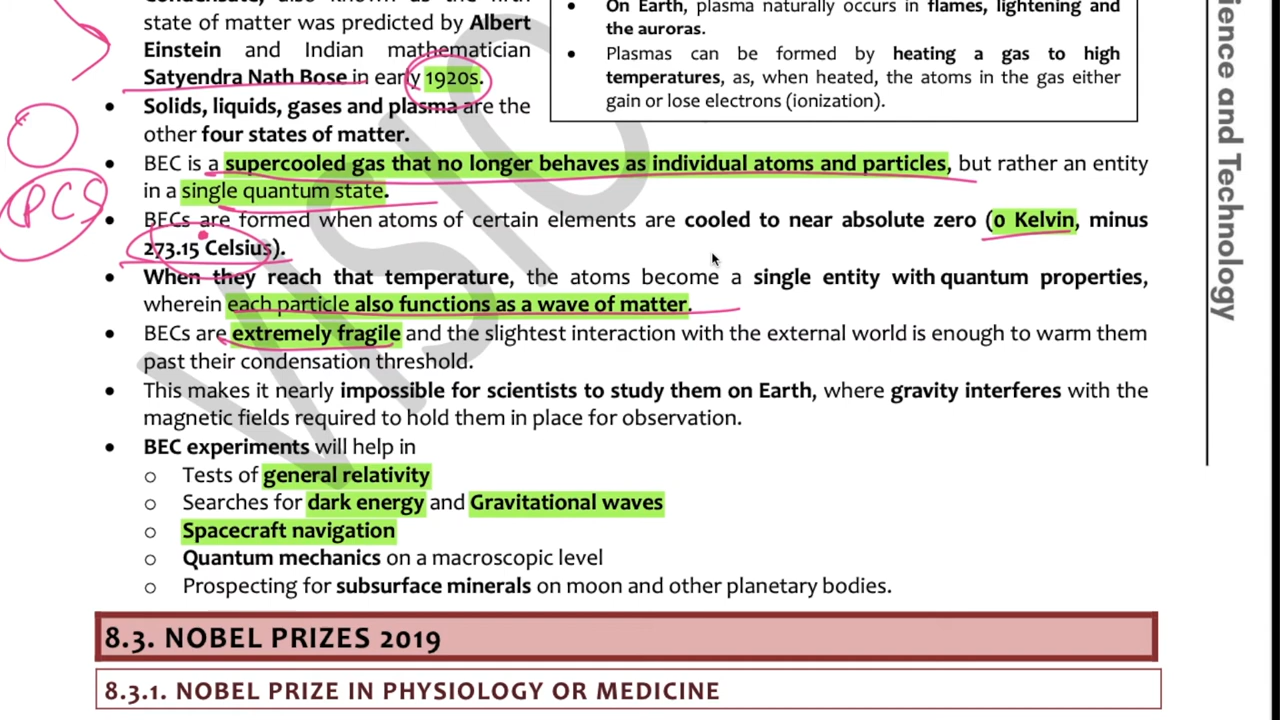 Condensate, also known as the fifth
state of matter was predicted by Albert
Einstein and Indian mathematician
Satyendra Nath Bose in early 1920s.
• Solids, liquids, gases and plasma are the
other four states of matter.
• On Earth, plasma naturally occurs in flames, lightening and
the auroras.
• Plasmas can be formed by heating a gas to high
temperatures, as, when heated, the atoms in the gas either
gain or lose electrons (ionization).
• BEC is a supercooled gas that no longer behaves as individual atoms and particles, but rather an entity
in a single quantum state.
• BECs are formed when atoms of certain elements are cooled to near absolute zero (0 Kelvin, minus
273.15 Celsius).
• When they reach that temperature, the atoms become a single entity with quantum properties,
wherein each particle also functions as a wave of matter.
• BECs are extremely fragile and the slightest interaction with the external world is enough to warm them
past their condensation threshold.
• This makes it nearly impossible for scientists to study them on Earth, where gravity interferes with the
magnetic fields required to hold them in place for observation.
• BEC experiments will help in
o Tests of general relativity
o Searches for dark energy and Gravitational waves
o Spacecraft navigation
o Quantum mechanics on a macroscopic level
o Prospecting for subsurface minerals on moon and other planetary bodies.
8.3. NOBEL PRIZES 2019
8.3.1. NOBEL PRIZE IN PHYSIOLOGY OR MEDICINE
ience and Technology
PCS
VISIO